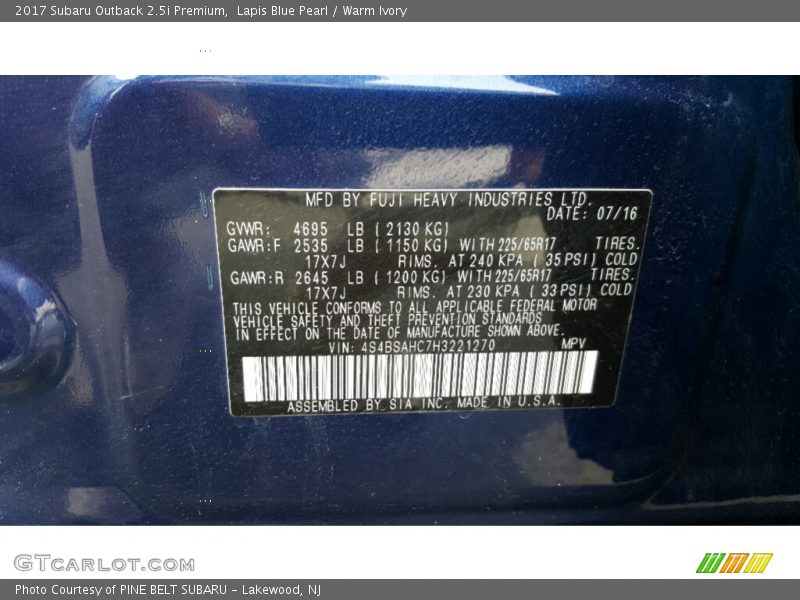 2017 Subaru Outback 2.5i Premium,  Lapis Blue Pearl / Warm Ivory
MFD BY FUJI HEAVY INDUSTRIES LTD.
DATE: 07/16
GVWR: 4695 LB (2130 KG)
GAWR:F 2535 LB (1150 KG) WITH 225/65R17 TIRES.
17X7J RIMS. AT 240 KPA (35 PSI) COLD
GAWR:R 2645 LB (1200 KG) WITH 225/65R17 TIRES.
17X7J RIMS. AT 230 KPA (33 PSI) COLD
THIS VEHICLE CONFORMS TO ALL APPLICABLE FEDERAL MOTOR
VEHICLE SAFETY AND THEFT PREVENTION STANDARDS
IN EFFECT ON THE DATE OF MANUFACTURE SHOWN ABOVE.
VIN: 4S4BSAHC7H3221270 MPV
ASSEMBLED BY SIA INC. MADE IN U.S.A.
GTCARLOT.COM
Photo Courtesy of PINE BELT SUBARU - Lakewood, NJ